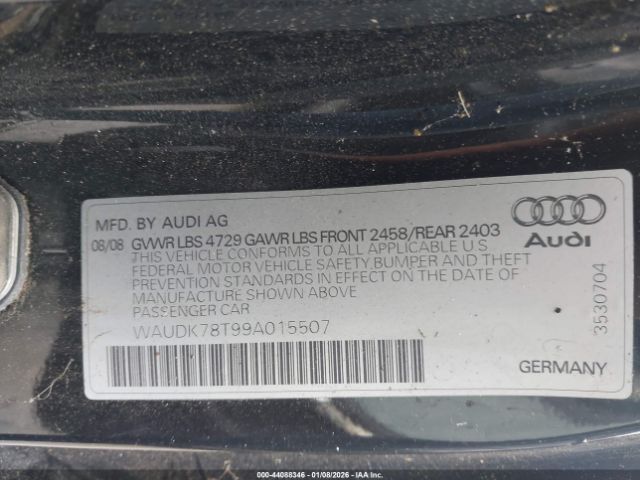 MFD. BY AUDI AG
08/08 GVWR LBS 4729 GAWR LBS FRONT 2458/REAR 2403
THIS VEHICLE CONFORMS TO ALL APPLICABLE U S
FEDERAL MOTOR VEHICLE SAFETY BUMPER AND THEFT
PREVENTION STANDARDS IN EFFECT ON THE DATE OF
MANUFACTURE SHOWN ABOVE
PASSENGER CAR
WAUDK78T99A015507
Audi
3530704
GERMANY
000-44088346 - 01/08/2026 - IAAI.COM